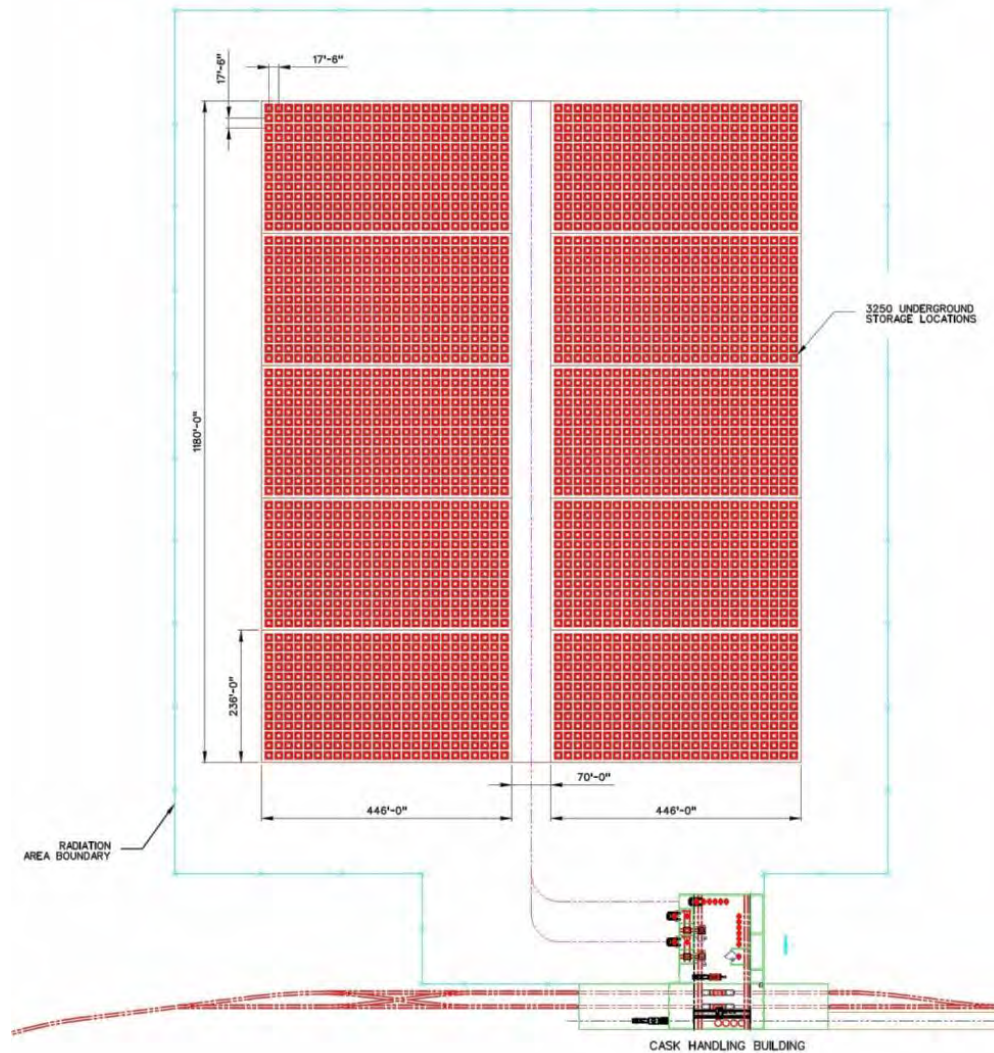 17'-6"
17'-6"
3250 UNDERGROUND
STORAGE LOCATIONS
1180'-0"
236'-0"
70'-0"
446'-0"
446'-0"
RADIATION
AREA BOUNDARY
CASK HANDLING BUILDING